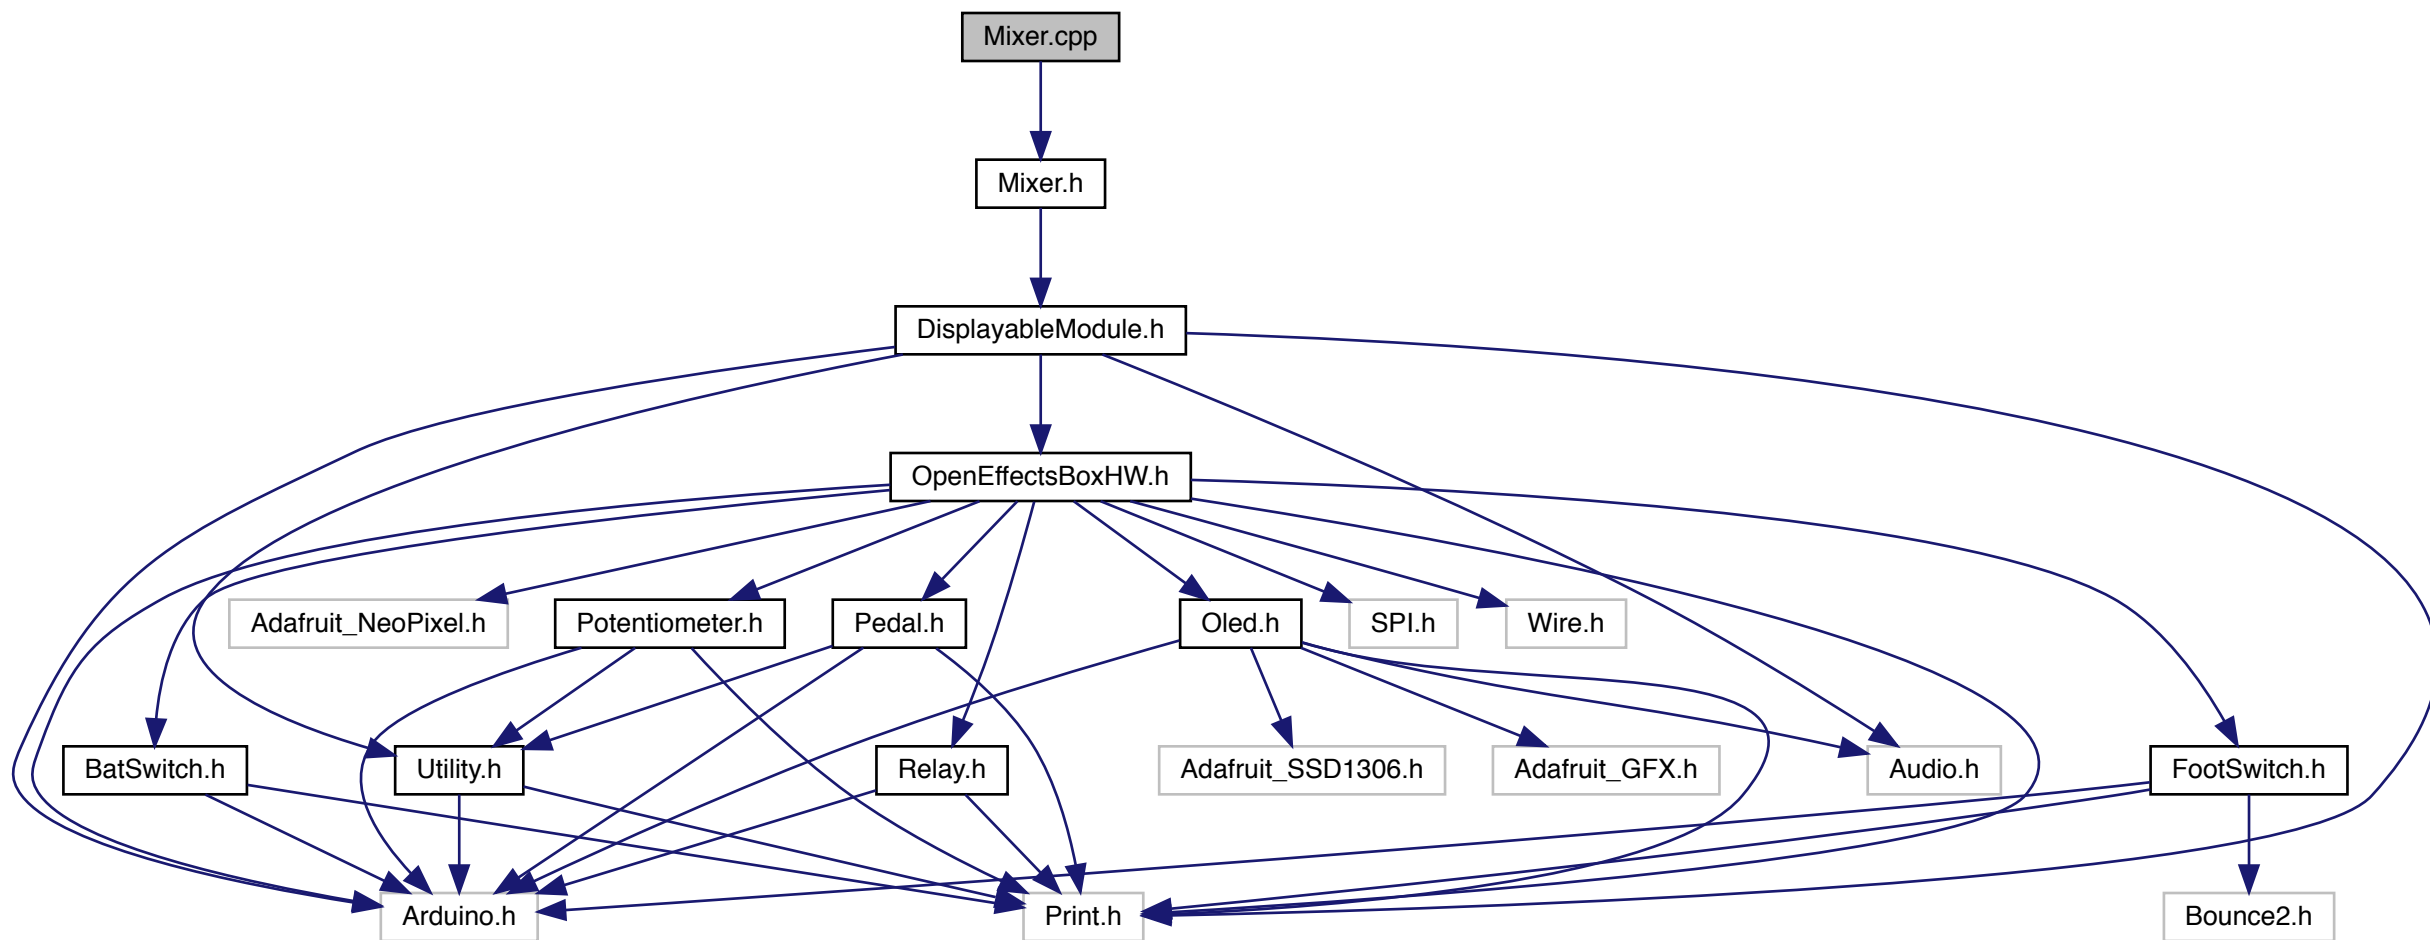 Mixer.cpp
Mixer.h
DisplayableModule.h
OpenEffectsBoxHW.h
Adafruit_NeoPixel.h
Potentiometer.h
Pedal.h
Oled.h
SPI.h
Wire.h
BatSwitch.h
Utility.h
Relay.h
Adafruit_SSD1306.h
Adafruit_GFX.h
Audio.h
FootSwitch.h
Arduino.h
Print.h
Bounce2.h